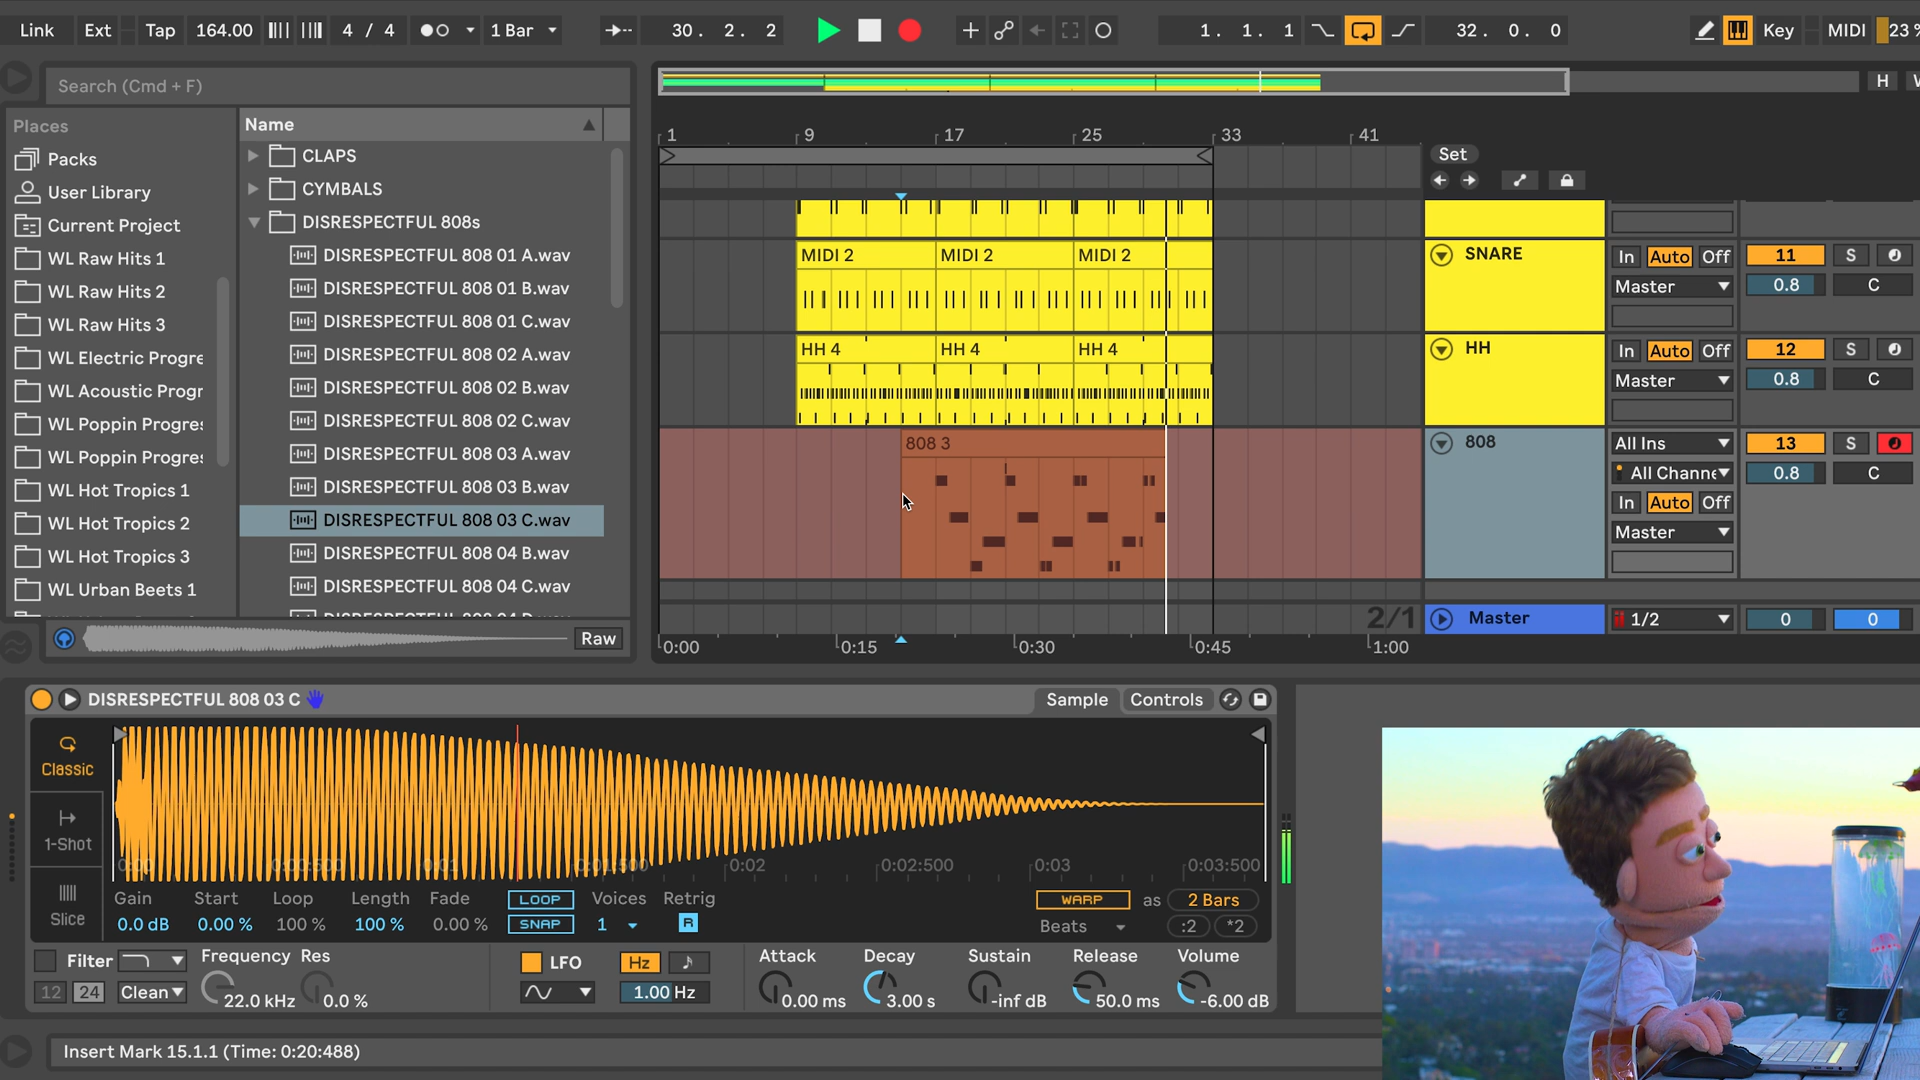 Link Ext Tap 164.00 4 / 4 1 Bar 30. 2. 2 1. 1. 1 32. 0. 0 Key MIDI 23 %
Search (Cmd + F)
H
Places
Packs
User Library
Current Project
WL Raw Hits 1
WL Raw Hits 2
WL Raw Hits 3
WL Electric Progre
WL Acoustic Progr
WL Poppin Progres
WL Poppin Progres
WL Hot Tropics 1
WL Hot Tropics 2
WL Hot Tropics 3
WL Urban Beets 1
Name
CLAPS
CYMBALS
DISRESPECTFUL 808s
DISRESPECTFUL 808 01 A.wav
DISRESPECTFUL 808 01 B.wav
DISRESPECTFUL 808 01 C.wav
DISRESPECTFUL 808 02 A.wav
DISRESPECTFUL 808 02 B.wav
DISRESPECTFUL 808 02 C.wav
DISRESPECTFUL 808 03 A.wav
DISRESPECTFUL 808 03 B.wav
DISRESPECTFUL 808 03 C.wav
DISRESPECTFUL 808 04 B.wav
DISRESPECTFUL 808 04 C.wav
Raw
1 9 17 25 33 41
Set
MIDI 2 MIDI 2 MIDI 2
SNARE In Auto Off 11 S
Master 0.8 C
HH 4 HH 4 HH 4
HH In Auto Off 12 S
Master 0.8 C
808 3
808 All Ins 13 S
All Channe 0.8 C
In Auto Off
Master
2/1
Master 1/2 0 0
0:00 0:15 0:30 0:45 1:00
DISRESPECTFUL 808 03 C Sample Controls
Classic
1-Shot
Slice
0:00 0:00:500 0:01 0:01:500 0:02 0:02:500 0:03 0:03:500
Gain Start Loop Length Fade LOOP Voices Retrig WARP as 2 Bars
0.0 dB 0.00 % 100 % 100 % 0.00 % SNAP 1 R Beats :2 *2
Filter Frequency Res LFO Hz Attack Decay Sustain Release Volume
12 24 Clean 22.0 kHz 0.0 % 1.00 Hz 0.00 ms 3.00 s -inf dB 50.0 ms -6.00 dB
Insert Mark 15.1.1 (Time: 0:20:488)